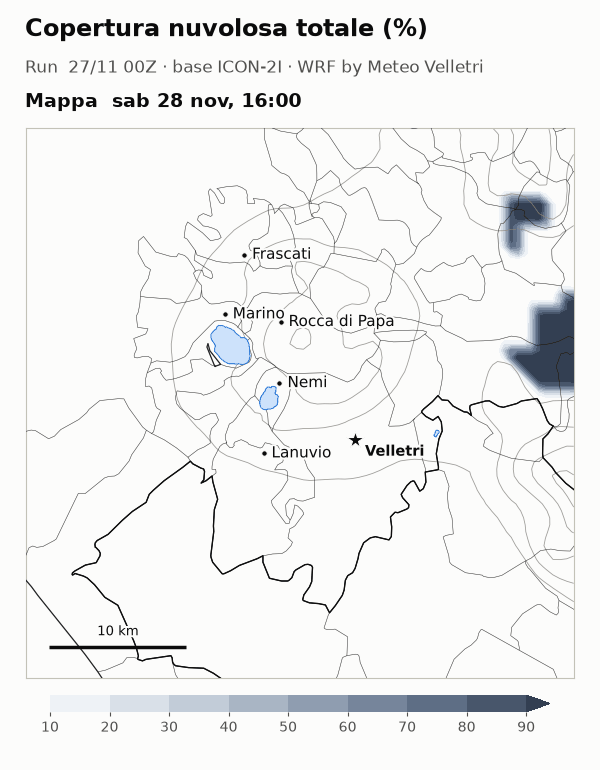 Copertura nuvolosa totale (%)
Run  27/11 00Z · base ICON-2I · WRF by Meteo Velletri
Mappa  sab 28 nov, 16:00
Frascati
Marino
Rocca di Papa
Nemi
Velletri
Lanuvio
10 km
10 20 30 40 50 60 70 80 90